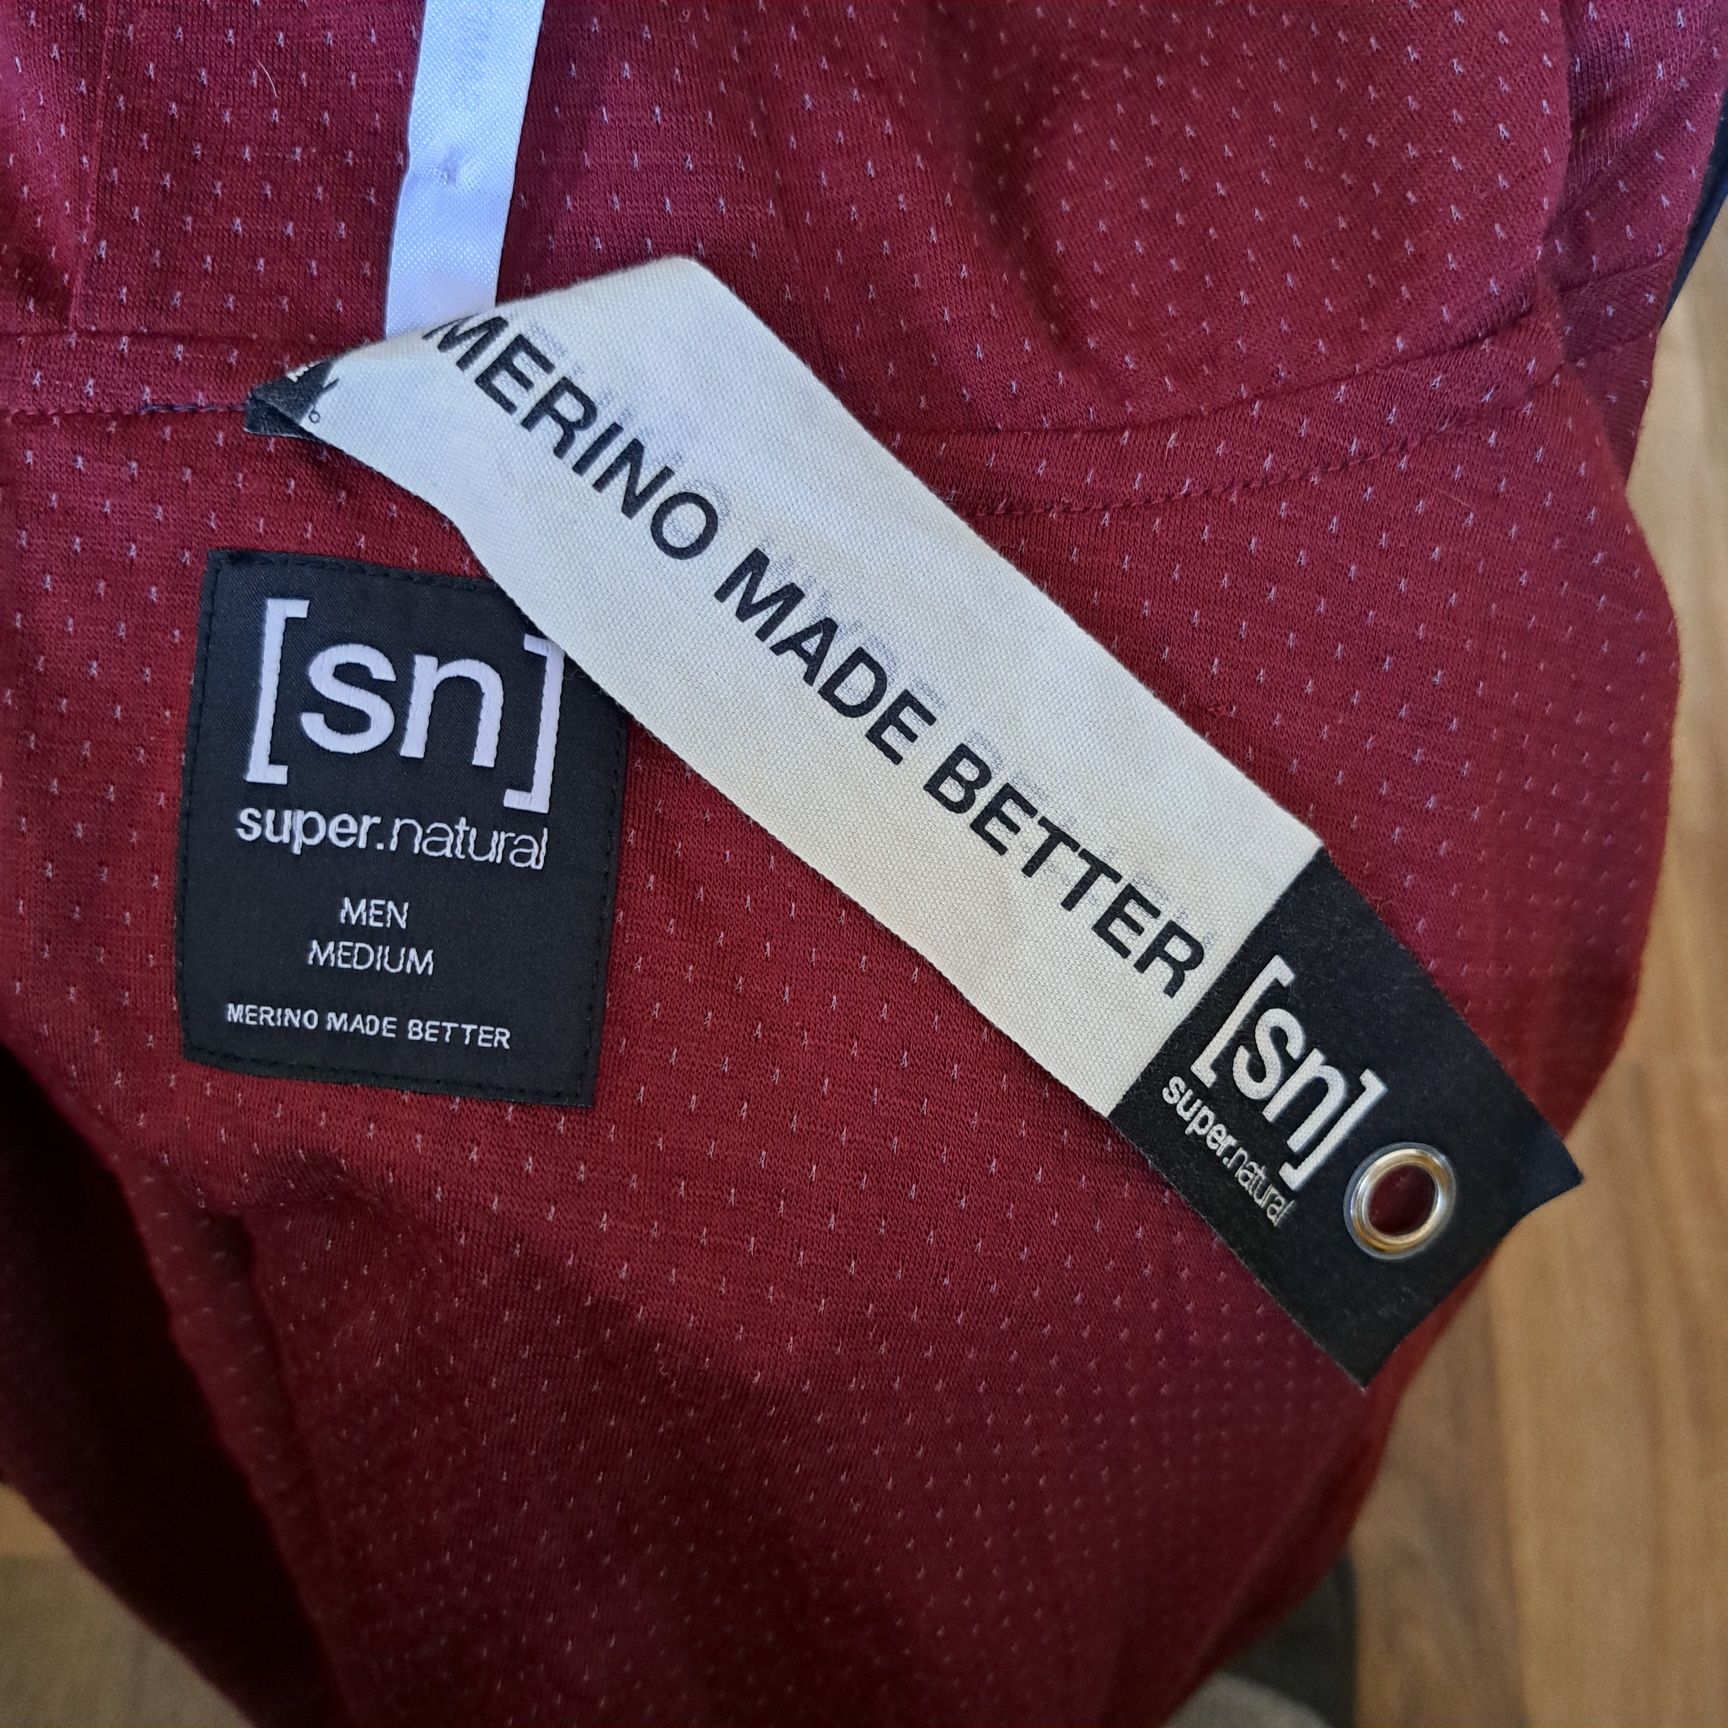 MERINO MADE BETTER
[sn]
super.natural
MEN
MEDIUM
MERINO MADE BETTER
[sn]
super.natural